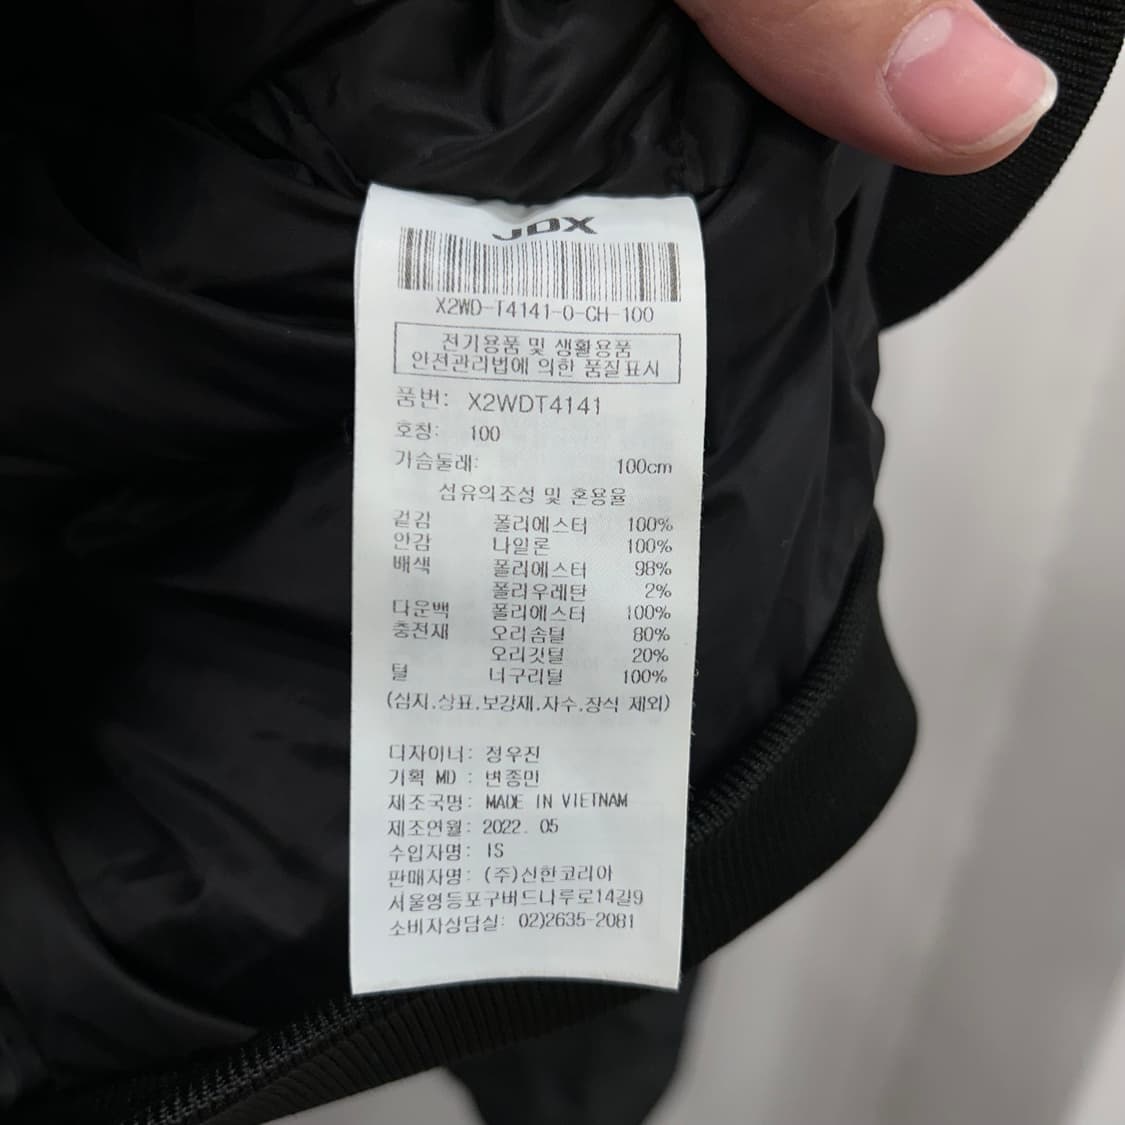 JDX
X2WD-T4141-0-CH-100
전기용품 및 생활용품
안전관리법에 의한 품질표시
품번: X2WDT4141
호칭: 100
가슴둘레: 100cm
섬유의조성 및 혼용율
겉감 폴리에스터 100%
안감 나일론 100%
배색 폴리에스터 98%
폴리우레탄 2%
다운백 폴리에스터 100%
충전재 오리솜털 80%
오리깃털 20%
털 너구리털 100%
(심지.상표.보강재.자수.장식 제외)
디자이너: 정우진
기획 MD : 변종민
제조국명: MADE IN VIETNAM
제조연월: 2022. 05
수입자명: IS
판매자명: (주)신한코리아
서울영등포구버드나루로14길9
소비자상담실: 02)2635-2081